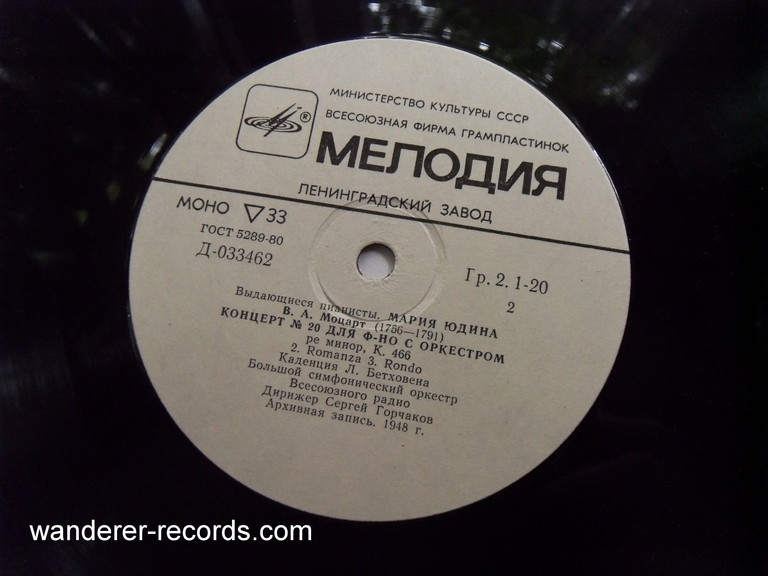 МИНИСТЕРСТВО КУЛЬТУРЫ СССР
ВСЕСОЮЗНАЯ ФИРМА ГРАМПЛАСТИНОК
®
МЕЛОДИЯ
ЛЕНИНГРАДСКИЙ ЗАВОД
МОНО ▽ 33
ГОСТ 5289-80
Д-033462
Гр. 2. 1-20
2
Выдающиеся пианисты. МАРИЯ ЮДИНА
В. А. Моцарт (1756—1791)
КОНЦЕРТ № 20 ДЛЯ Ф-НО С ОРКЕСТРОМ
ре минор, К. 466
2. Romanza 3. Rondo
Каденция Л. Бетховена
Большой симфонический оркестр
Всесоюзного радио
Дирижер Сергей Горчаков
Архивная запись. 1948 г.
wanderer-records.com